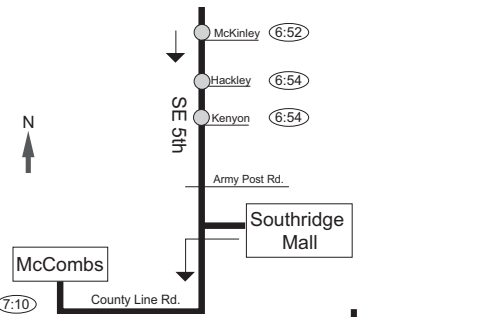 McKinley 6:52
Hackley 6:54
Kenyon 6:54
SE 5th
N
Army Post Rd.
Southridge
Mall
McCombs
7:10
County Line Rd.